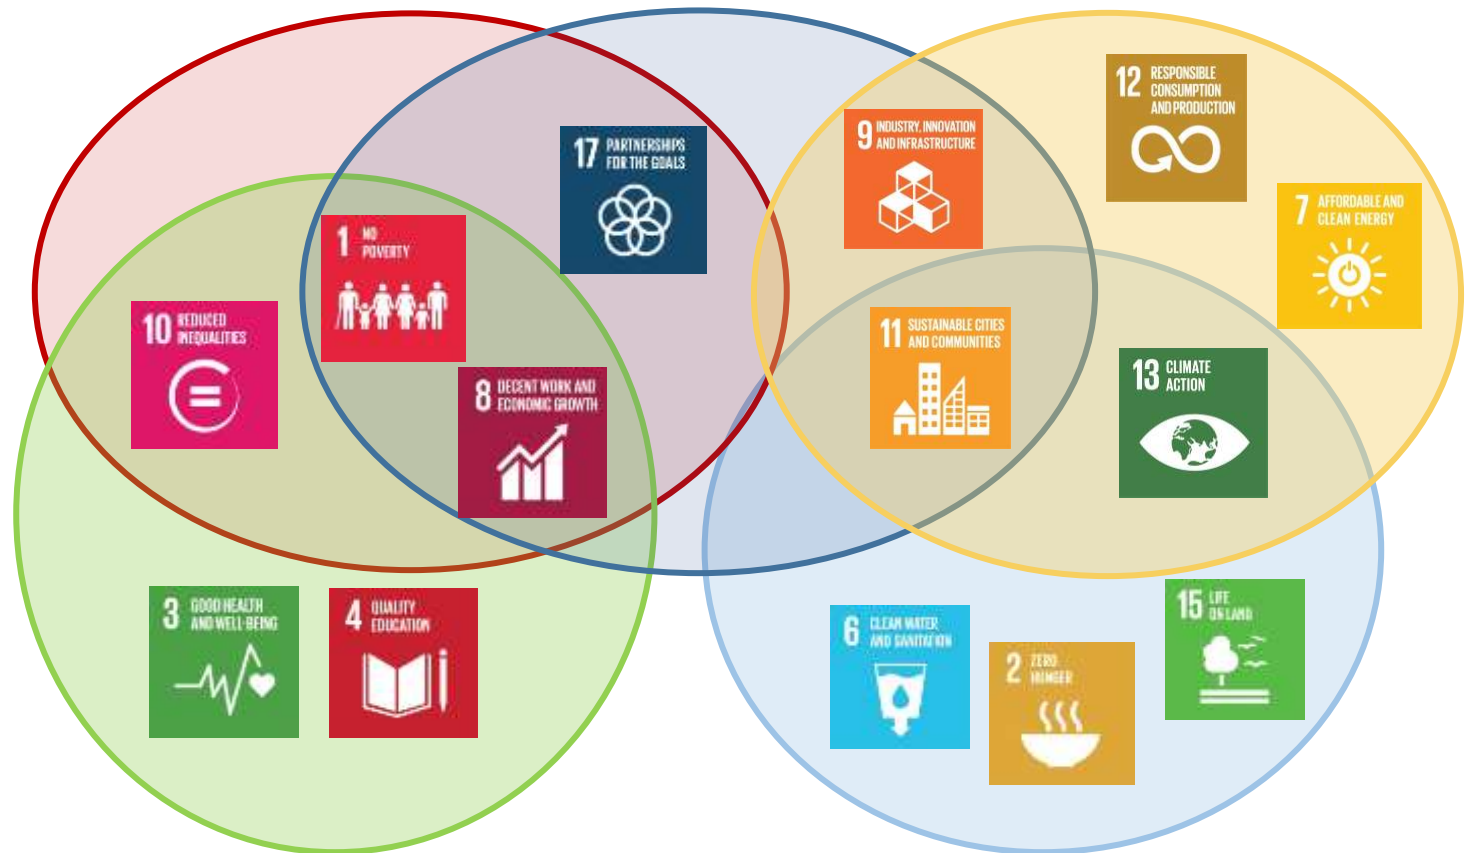 12 RESPONSIBLE
CONSUMPTION
AND PRODUCTION
9 INDUSTRY, INNOVATION
AND INFRASTRUCTURE
17 PARTNERSHIPS
FOR THE GOALS
7 AFFORDABLE AND
CLEAN ENERGY
1 NO
POVERTY
10 REDUCED
INEQUALITIES
11 SUSTAINABLE CITIES
AND COMMUNITIES
13 CLIMATE
ACTION
8 DECENT WORK AND
ECONOMIC GROWTH
3 GOOD HEALTH
AND WELL-BEING
4 QUALITY
EDUCATION
6 CLEAN WATER
AND SANITATION
2 ZERO
HUNGER
15 LIFE
ON LAND